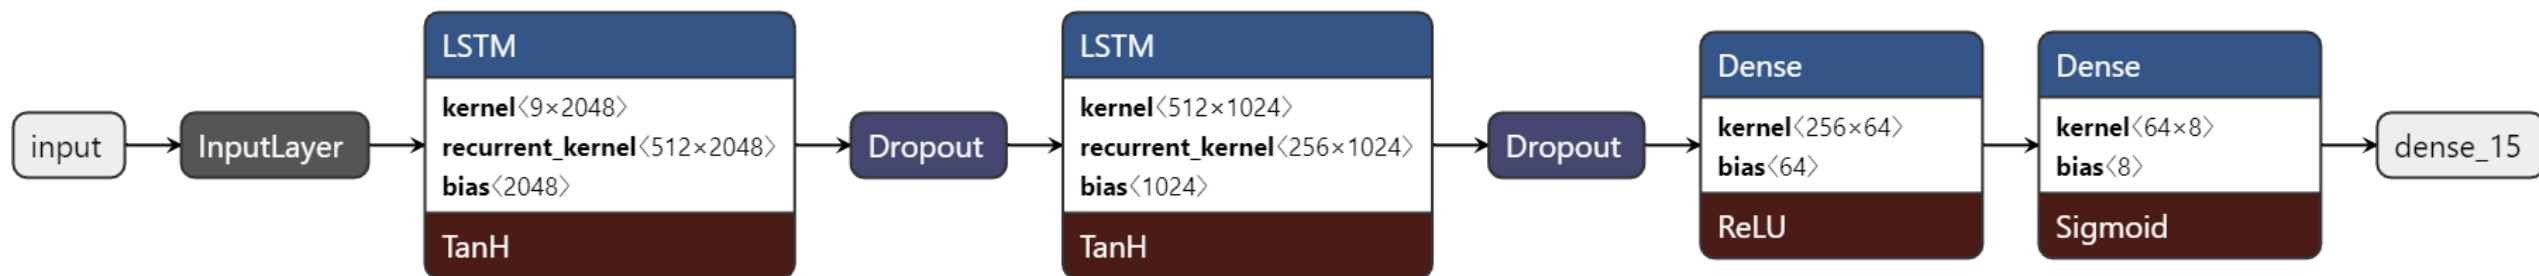 input
InputLayer
LSTM
kernel〈9×2048〉
recurrent_kernel〈512×2048〉
bias〈2048〉
TanH
Dropout
LSTM
kernel〈512×1024〉
recurrent_kernel〈256×1024〉
bias〈1024〉
TanH
Dropout
Dense
kernel〈256×64〉
bias〈64〉
ReLU
Dense
kernel〈64×8〉
bias〈8〉
Sigmoid
dense_15